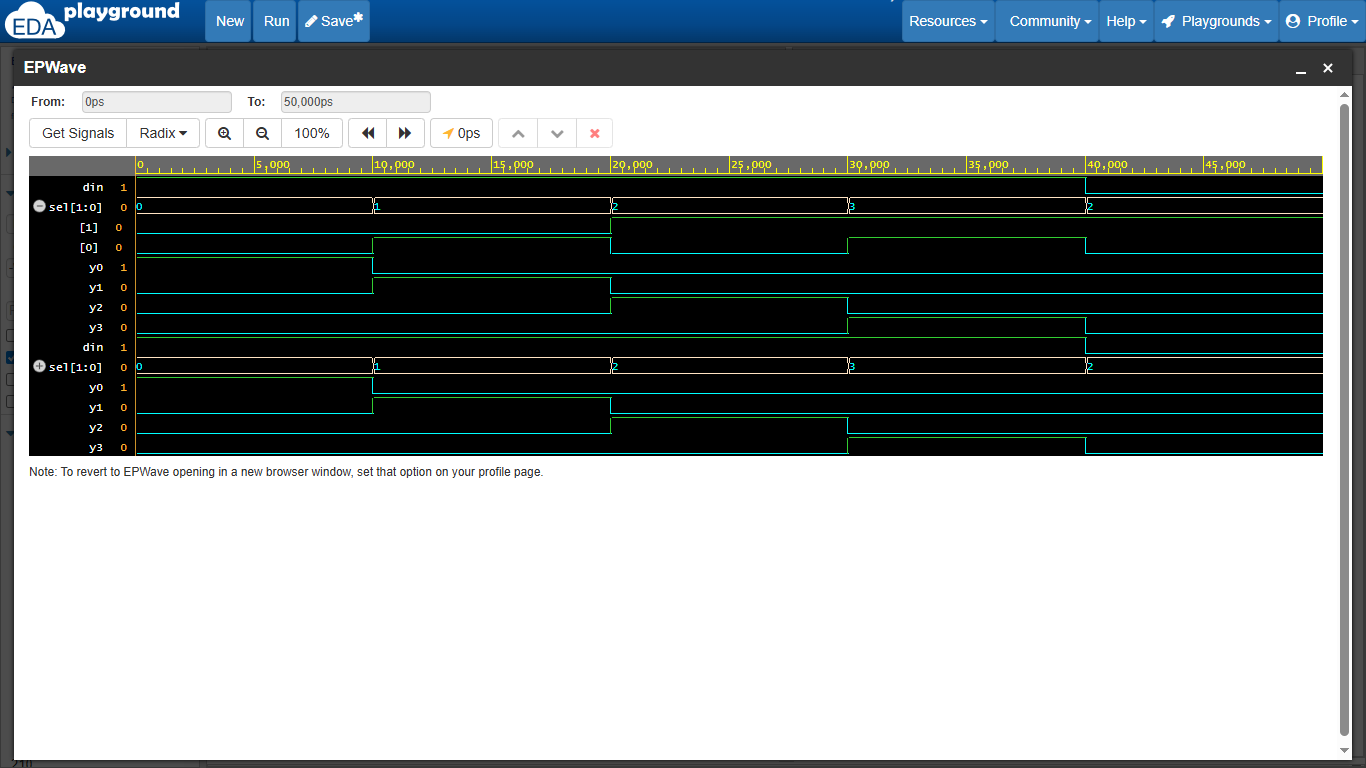 EDA playground New Run Save* Resources Community Help Playgrounds Profile
EPWave
From: 0ps To: 50,000ps
Get Signals Radix 100% 0ps
0 5,000 10,000 15,000 20,000 25,000 30,000 35,000 40,000 45,000
din 1
sel[1:0] 0 0 1 2 3 2
[1] 0
[0] 0
y0 1
y1 0
y2 0
y3 0
din 1
sel[1:0] 0 0 1 2 3 2
y0 1
y1 0
y2 0
y3 0
Note: To revert to EPWave opening in a new browser window, set that option on your profile page.